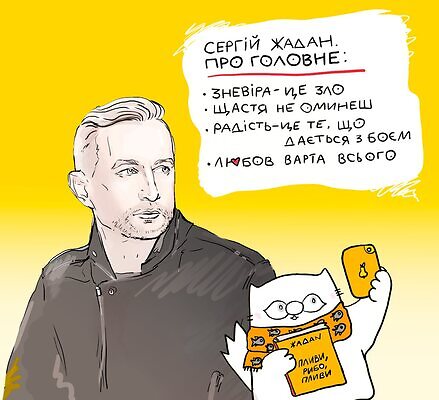 СЕРГІЙ ЖАДАН.
ПРО ГОЛОВНЕ:
• ЗНЕВІРА - ЦЕ ЗЛО
• ЩАСТЯ НЕ ОМИНЕШ
• РАДІСТЬ - ЦЕ ТЕ, ЩО
ДАЄТЬСЯ З БОЄМ
• ЛЮБОВ ВАРТА ВСЬОГО
ЖАДАН
ПЛИВИ,
РИБО,
ПЛИВИ